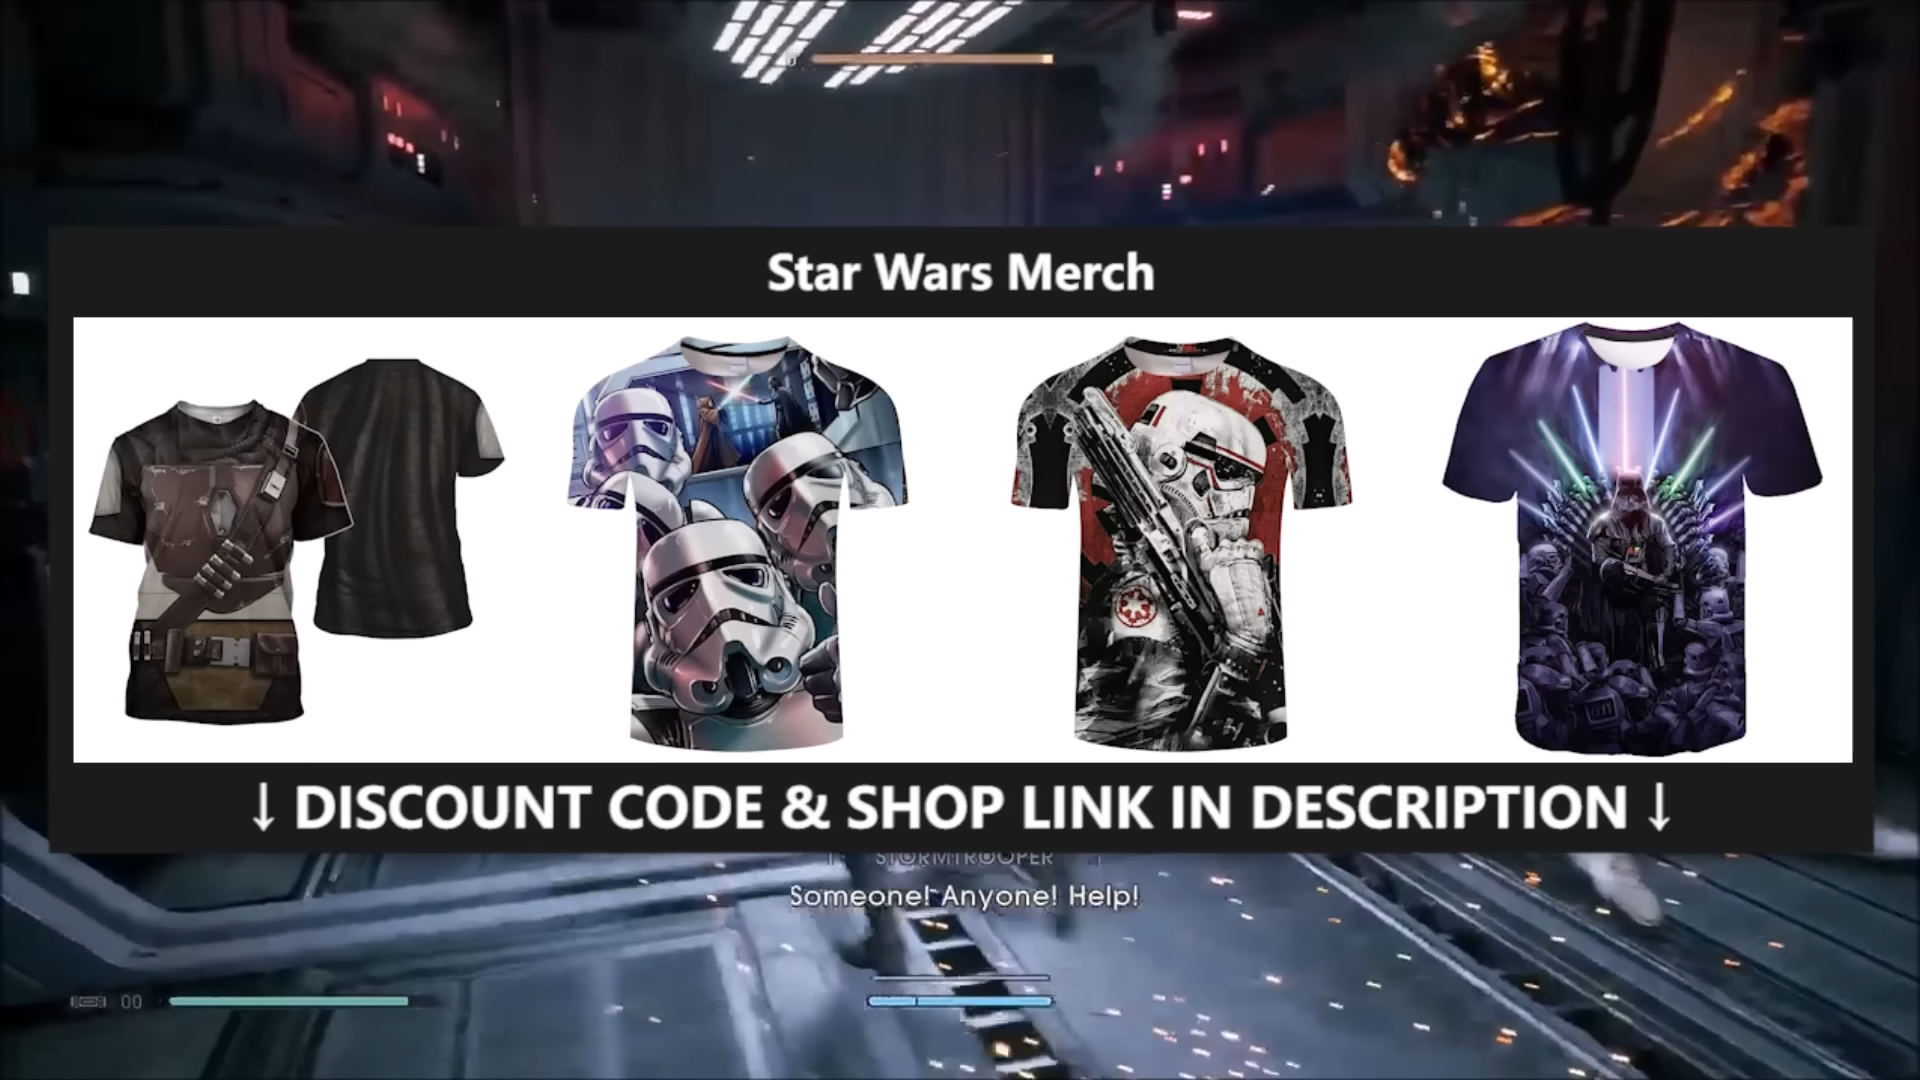 Star Wars Merch
↓ DISCOUNT CODE & SHOP LINK IN DESCRIPTION ↓
STORMTROOPER
Someone! Anyone! Help!
00